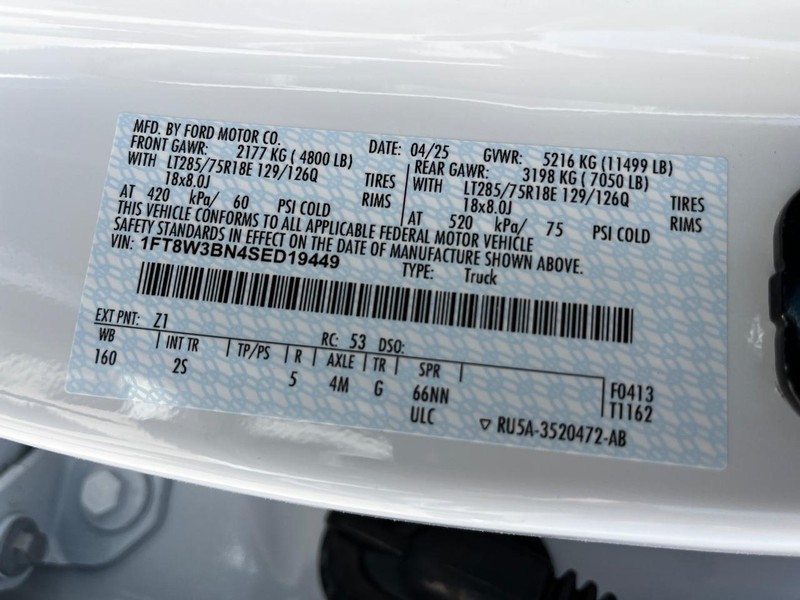 MFD. BY FORD MOTOR CO. DATE: 04/25 GVWR: 5216 KG (11499 LB)
FRONT GAWR: 2177 KG (4800 LB) REAR GAWR: 3198 KG (7050 LB)
WITH LT285/75R18E 129/126Q TIRES WITH LT285/75R18E 129/126Q TIRES
18x8.0J RIMS 18x8.0J RIMS
AT 420 kPa/ 60 PSI COLD AT 520 kPa/ 75 PSI COLD
THIS VEHICLE CONFORMS TO ALL APPLICABLE FEDERAL MOTOR VEHICLE
SAFETY STANDARDS IN EFFECT ON THE DATE OF MANUFACTURE SHOWN ABOVE.
VIN: 1FT8W3BN4SED19449 TYPE: Truck
EXT PNT: Z1 RC: 53 DSO:
WB INT TR TP/PS R AXLE TR SPR F0413
160 2S 5 4M G 66NN T1162
ULC ▽ RU5A-3520472-AB